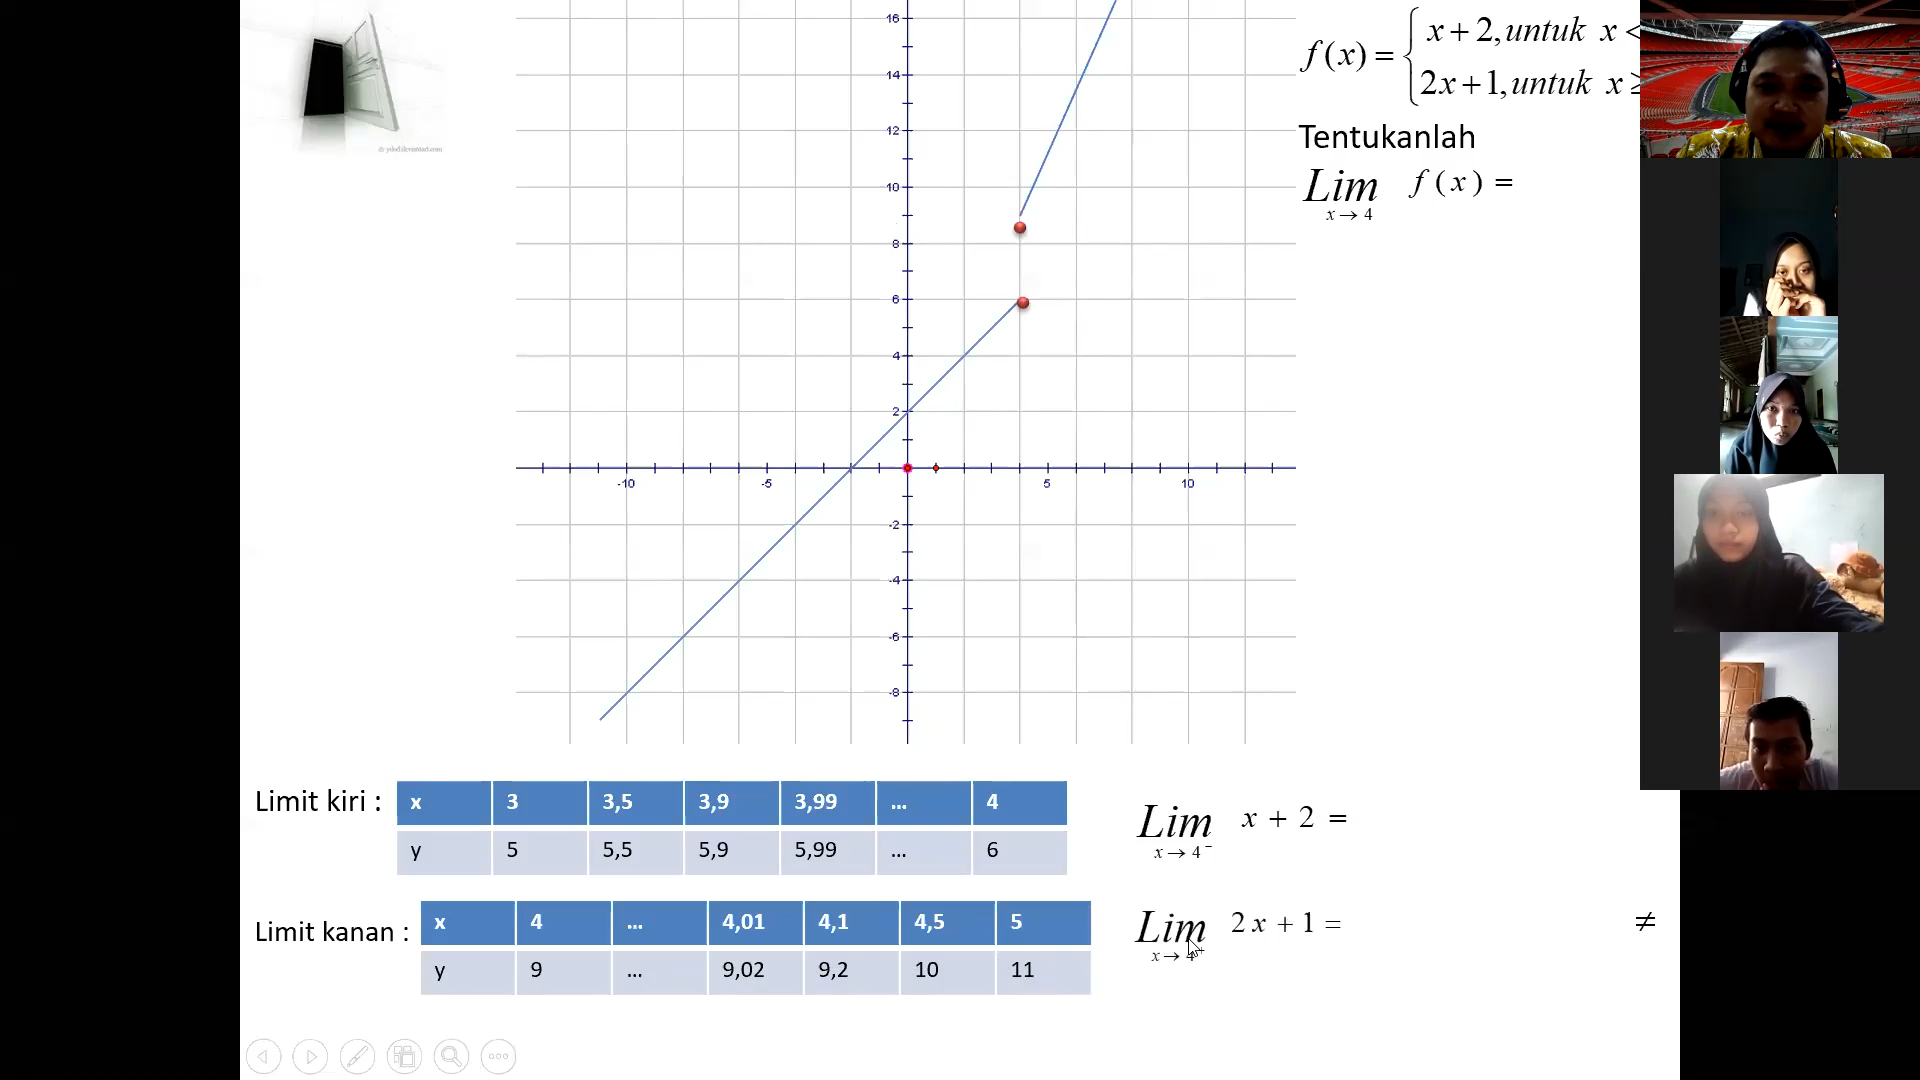 f(x) = { x + 2, untuk x <
2x + 1, untuk x ≥
Tentukanlah
Lim f(x) =
x → 4
16
14
12
10
8
6
4
2
-10 -5 5 10
-2
-4
-6
-8
Limit kiri : x 3 3,5 3,9 3,99 ... 4
y 5 5,5 5,9 5,99 ... 6
Lim x + 2 =
x → 4⁻
Limit kanan : x 4 ... 4,01 4,1 4,5 5
y 9 ... 9,02 9,2 10 11
Lim 2x + 1 = ≠
x → 4⁺